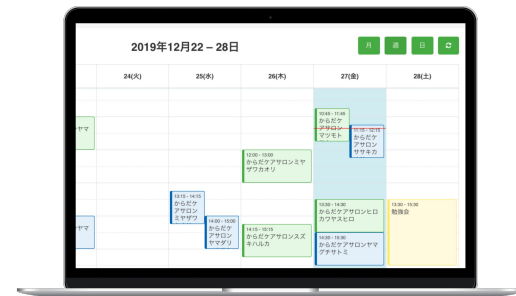 2019年12月22 – 28日
月
週
日
24(火)
25(水)
26(木)
27(金)
28(土)
ヤマ
ヤマ
13:15 - 14:15
からだケ
アサロン
ミヤザワ
14:00 - 15:00
からだケ
アサロン
ヤマグリ
12:00 - 13:00
からだケアサロンミヤ
ザワカオリ
14:15 - 15:15
からだケアサロンスズ
キハルカ
10:45 - 11:45
からだケ
アサロン
マツモト
11:15 - 12:15
からだケ
アサロン
ササキカ
13:30 - 14:30
からだケアサロンヒロ
カワヤスヒロ
14:30 - 15:30
からだケアサロンヤマ
グチサトミ
13:30 - 15:30
勉強会